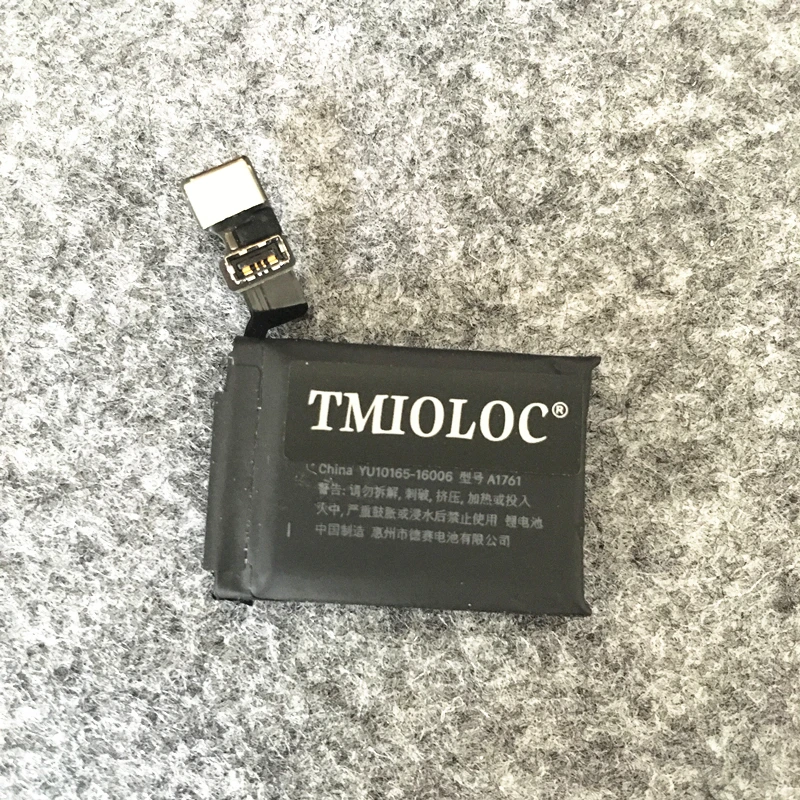 TMIOLOC®
China YU10165-16006 型号 A1761
警告: 请勿拆解, 刺破, 挤压, 加热或投入
火中, 严重鼓胀或浸水后禁止使用 锂电池
中国制造 惠州市德赛电池有限公司